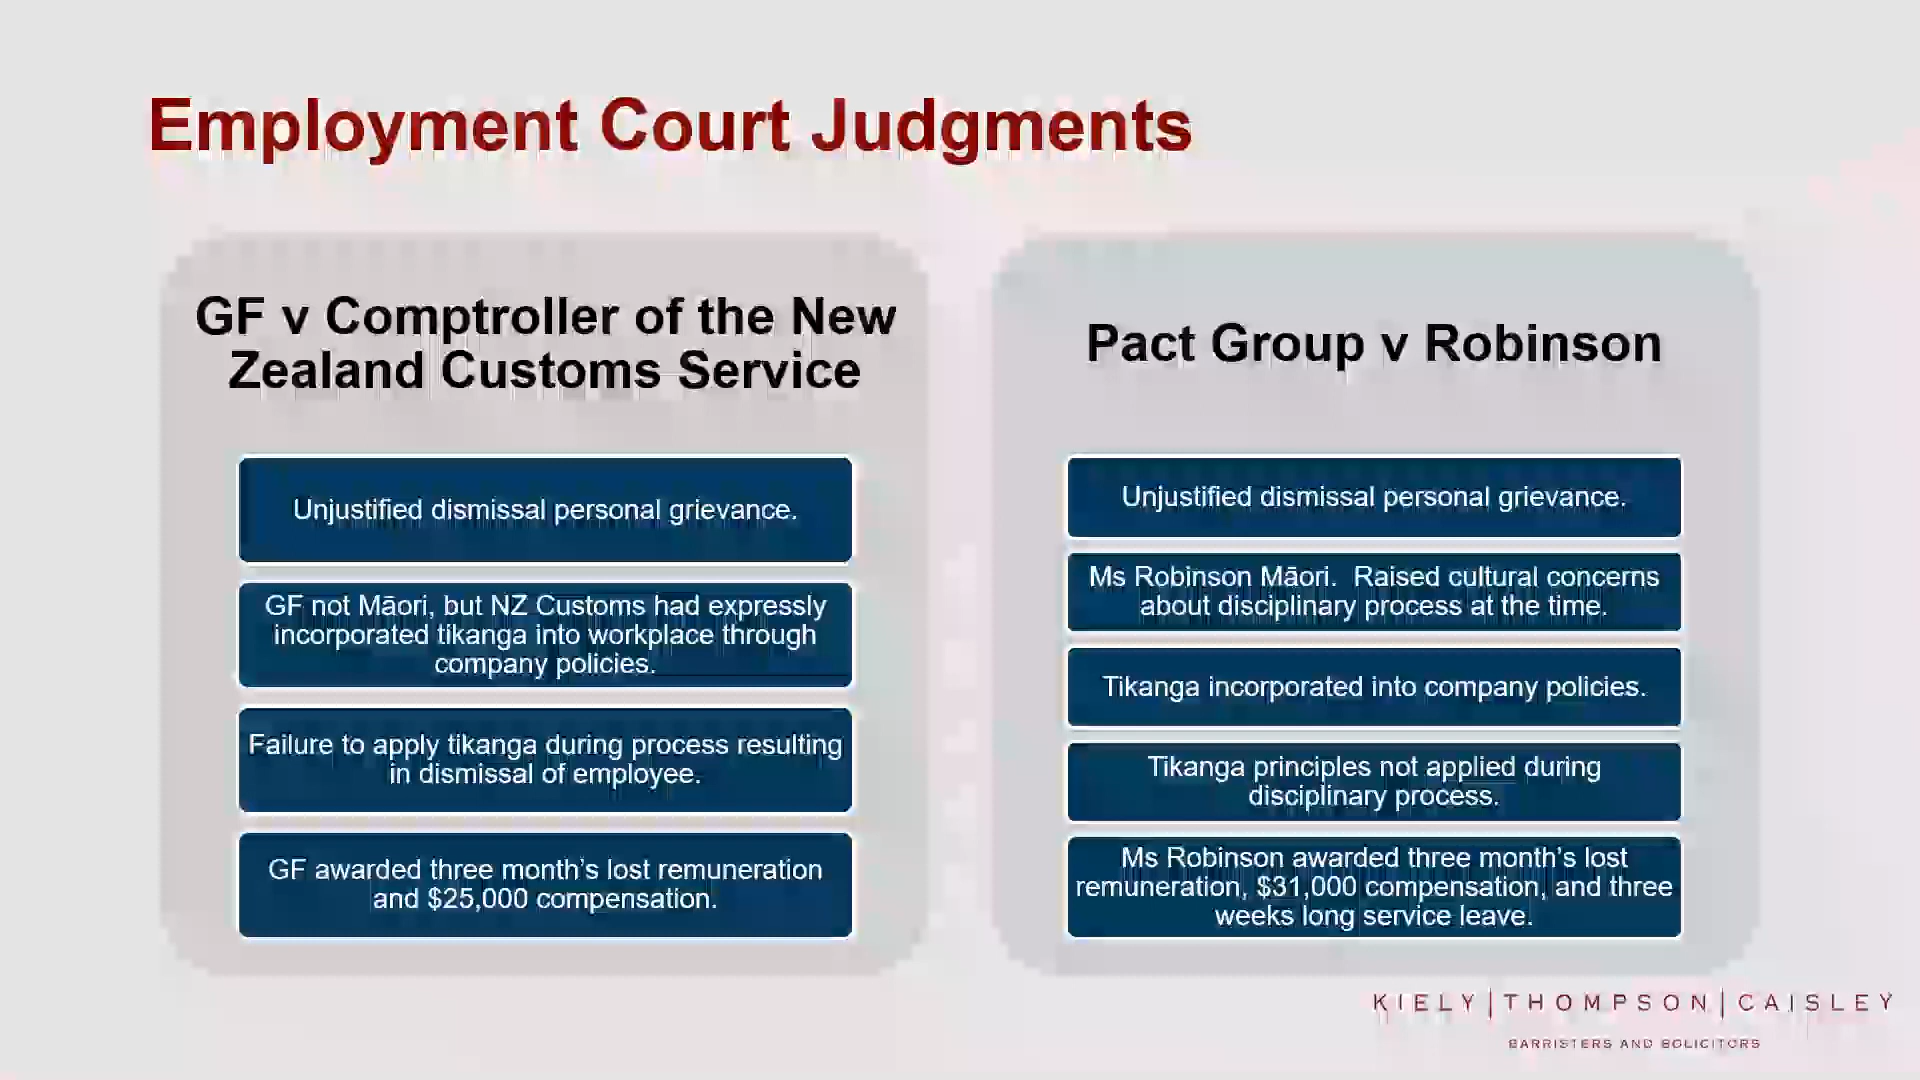 Employment Court Judgments
GF v Comptroller of the New
Zealand Customs Service
Unjustified dismissal personal grievance.
GF not Māori, but NZ Customs had expressly
incorporated tikanga into workplace through
company policies.
Failure to apply tikanga during process resulting
in dismissal of employee.
GF awarded three month’s lost remuneration
and $25,000 compensation.
Pact Group v Robinson
Unjustified dismissal personal grievance.
Ms Robinson Māori.  Raised cultural concerns
about disciplinary process at the time.
Tikanga incorporated into company policies.
Tikanga principles not applied during
disciplinary process.
Ms Robinson awarded three month’s lost
remuneration, $31,000 compensation, and three
weeks long service leave.
KIELY|THOMPSON|CAISLEY
BARRISTERS AND SOLICITORS